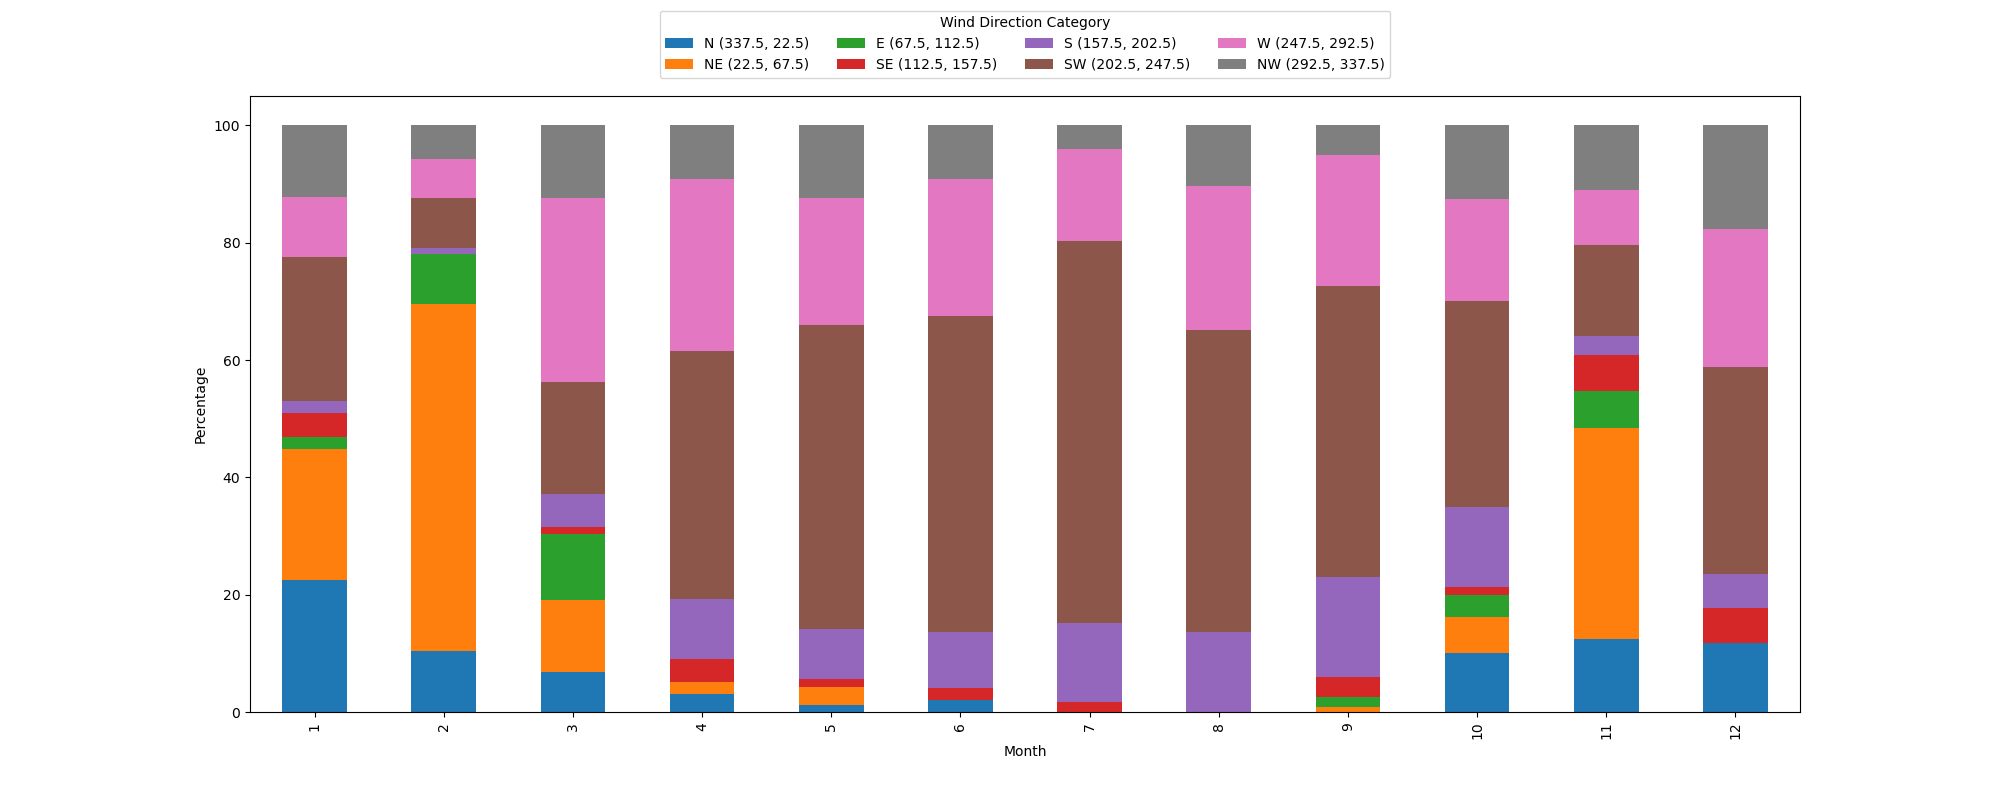 Wind Direction Category
N (337.5, 22.5) E (67.5, 112.5) S (157.5, 202.5) W (247.5, 292.5)
NE (22.5, 67.5) SE (112.5, 157.5) SW (202.5, 247.5) NW (292.5, 337.5)
100
80
60
40
20
0
Percentage
1 2 3 4 5 6 7 8 9 10 11 12
Month